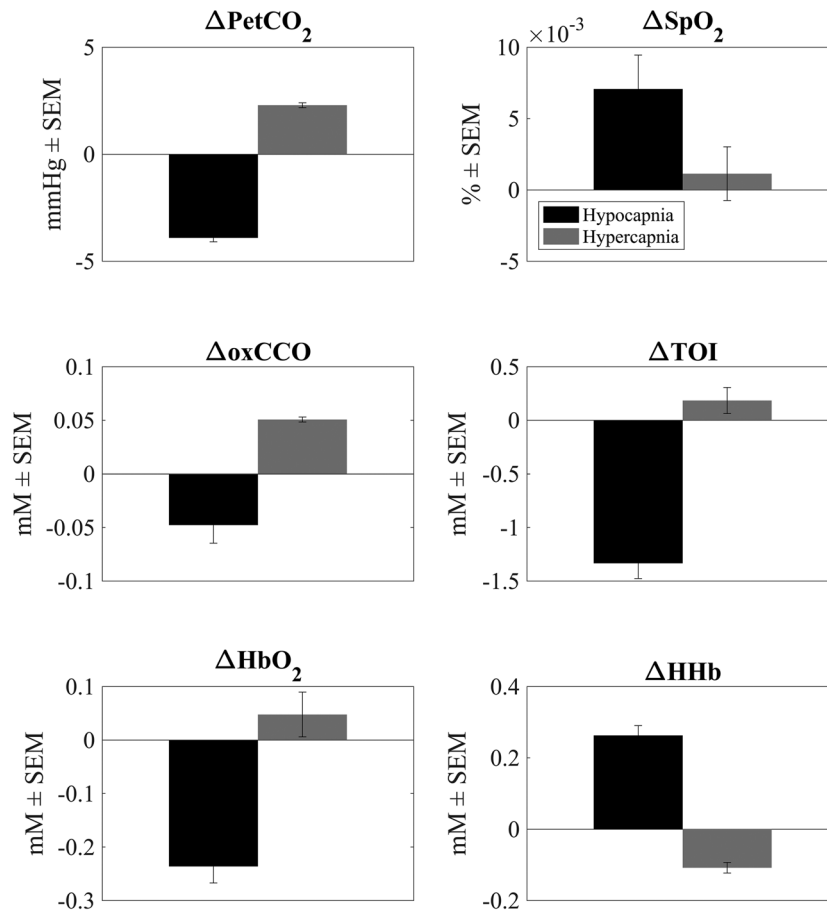 ΔPetCO₂
5
0
-5
mmHg ± SEM
ΔSpO₂
10 ×10⁻³
5
0
-5
% ± SEM
Hypocapnia
Hypercapnia
ΔoxCCO
0.1
0.05
0
-0.05
-0.1
mM ± SEM
ΔTOI
0.5
0
-0.5
-1
-1.5
mM ± SEM
ΔHbO₂
0.1
0
-0.1
-0.2
-0.3
mM ± SEM
ΔHHb
0.4
0.2
0
-0.2
mM ± SEM